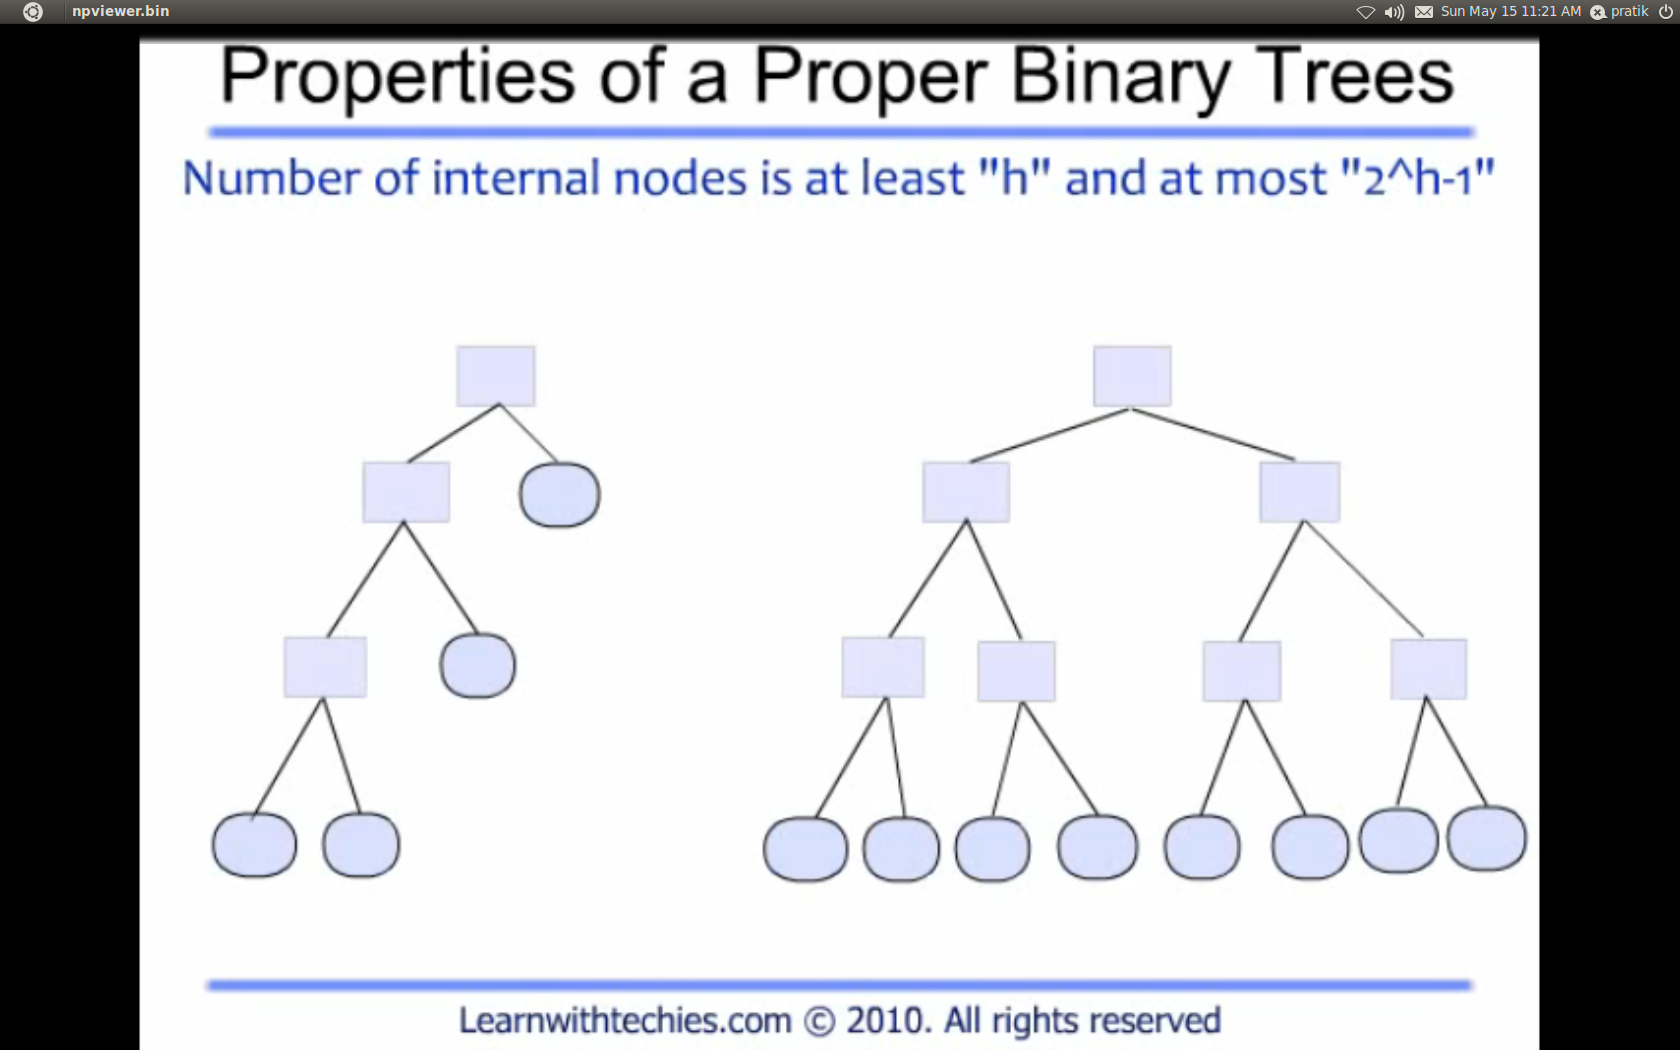 npviewer.bin
Sun May 15 11:21 AM pratik
Properties of a Proper Binary Trees
Number of internal nodes is at least "h" and at most "2^h-1"
Learnwithtechies.com © 2010. All rights reserved